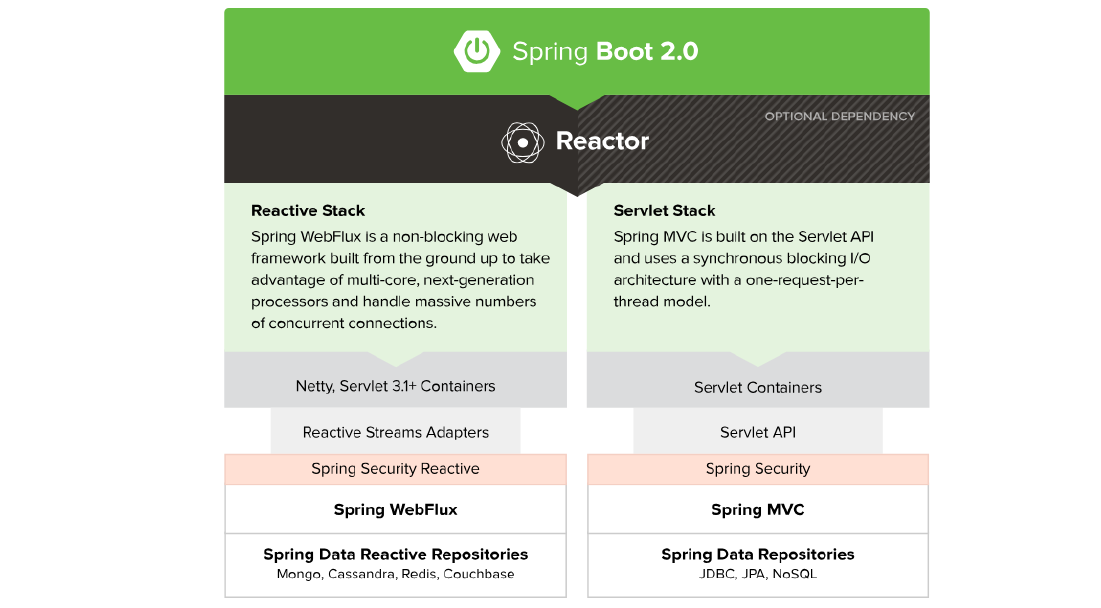 Spring Boot 2.0
OPTIONAL DEPENDENCY
Reactor
Reactive Stack
Spring WebFlux is a non-blocking web
framework built from the ground up to take
advantage of multi-core, next-generation
processors and handle massive numbers
of concurrent connections.
Netty, Servlet 3.1+ Containers
Reactive Streams Adapters
Spring Security Reactive
Spring WebFlux
Spring Data Reactive Repositories
Mongo, Cassandra, Redis, Couchbase
Servlet Stack
Spring MVC is built on the Servlet API
and uses a synchronous blocking I/O
architecture with a one-request-per-
thread model.
Servlet Containers
Servlet API
Spring Security
Spring MVC
Spring Data Repositories
JDBC, JPA, NoSQL